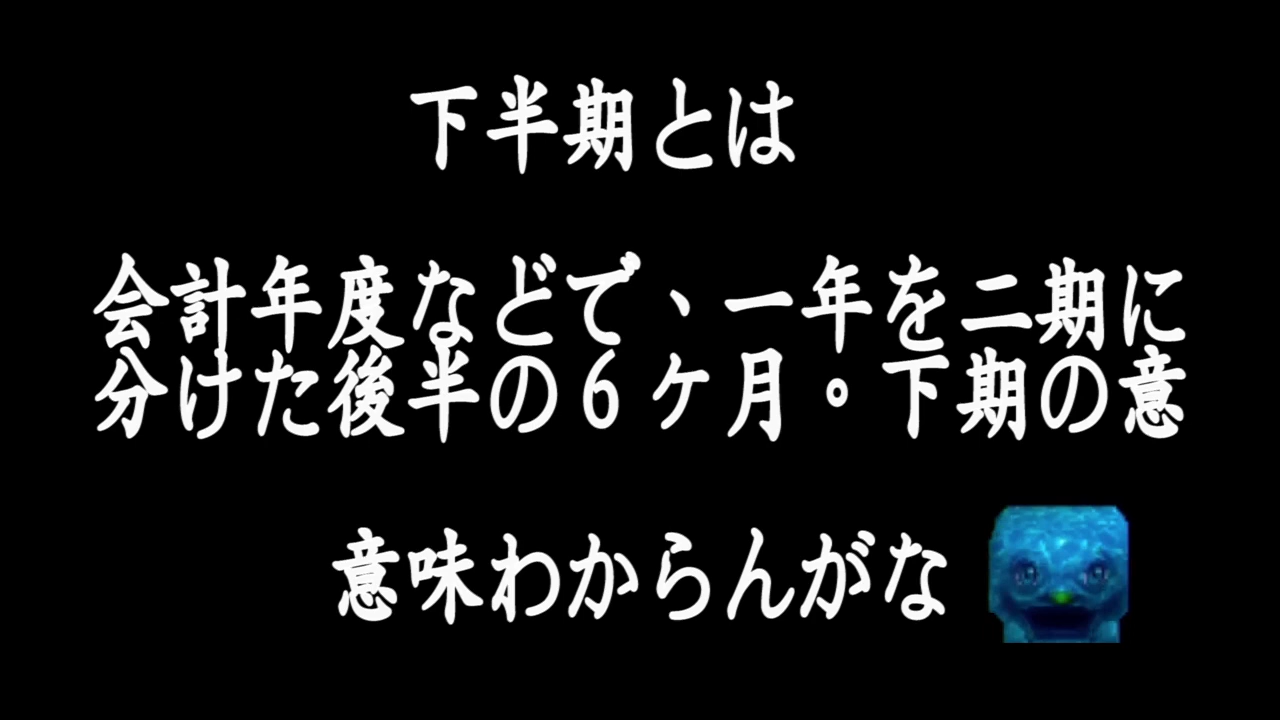 下半期とは
会計年度などで、一年を二期に
分けた後半の６ケ月。下期の意
意味わからんがな